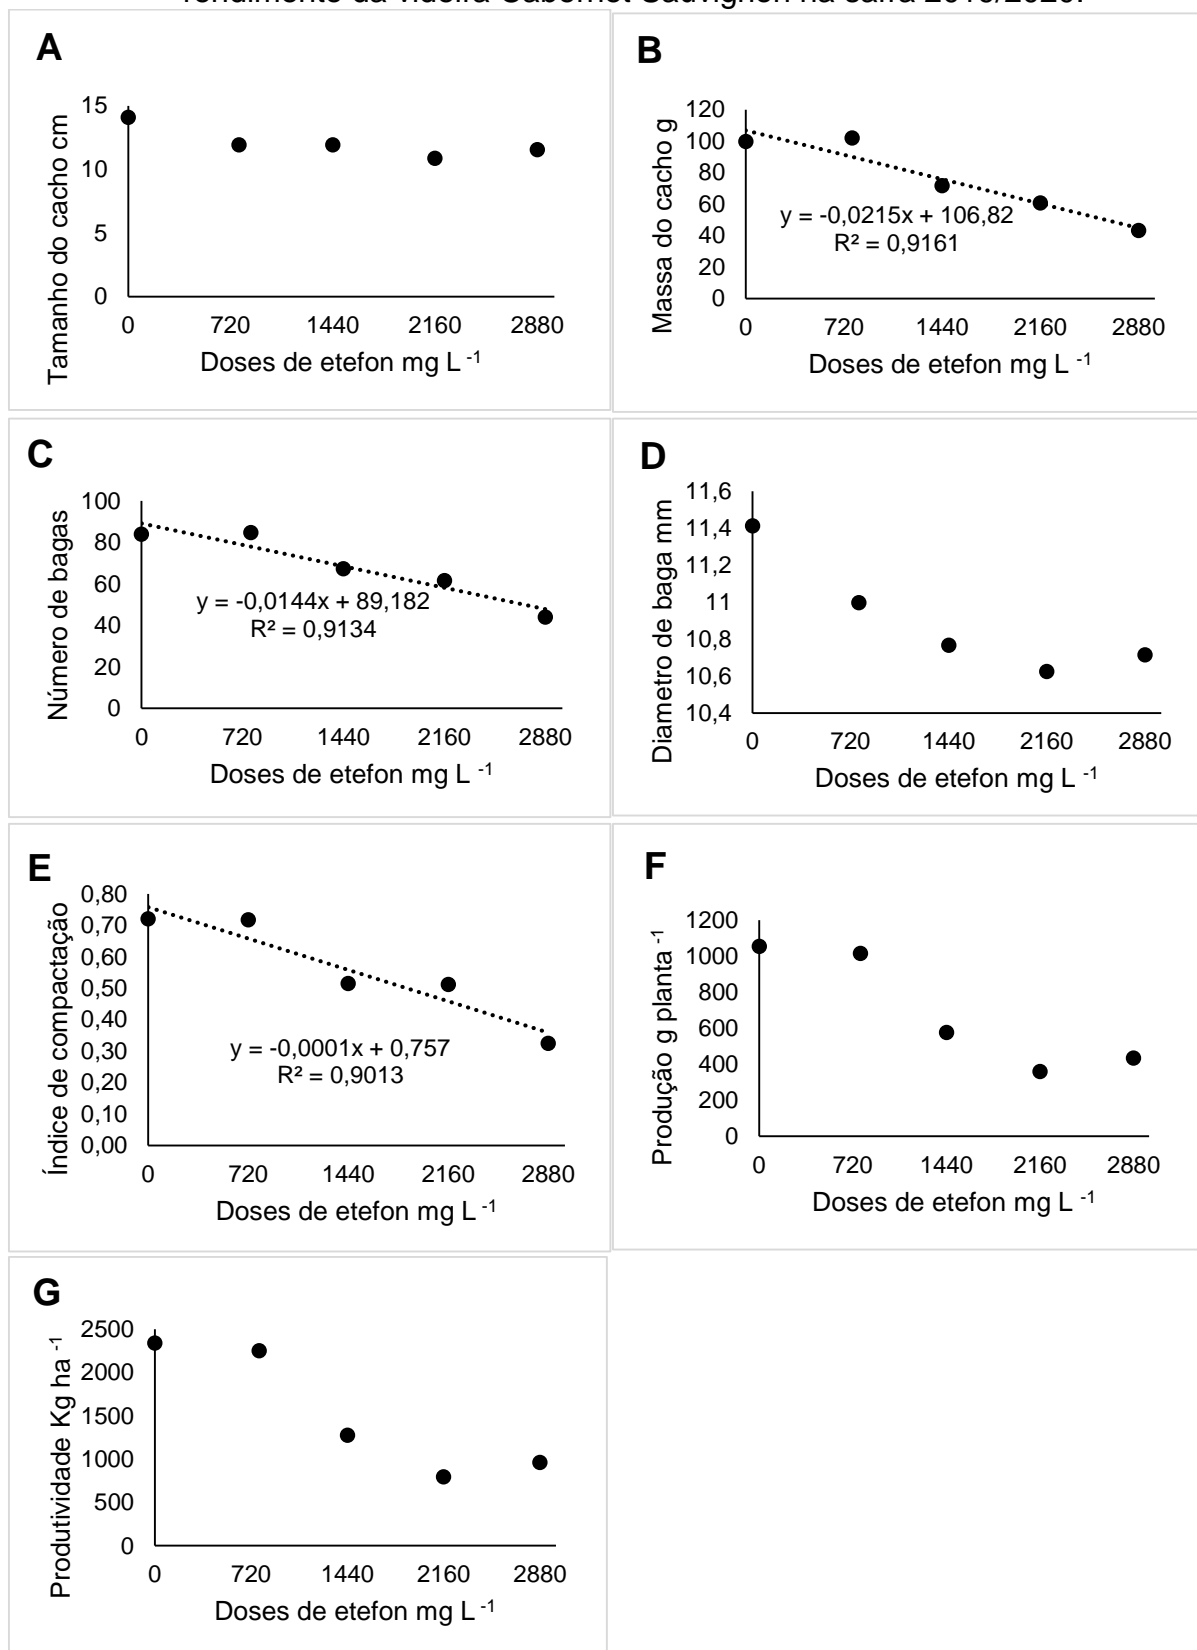 rendimento da videira Cabernet Sauvignon na safra
A
Tamanho do cacho cm
15
10
5
0
0 720 1440 2160 2880
Doses de etefon mg L -1
B
Massa do cacho g
120
100
80
60
40
20
0
y = -0,0215x + 106,82
R² = 0,9161
0 720 1440 2160 2880
Doses de etefon mg L -1
C
Número de bagas
100
80
60
40
20
0
y = -0,0144x + 89,182
R² = 0,9134
0 720 1440 2160 2880
Doses de etefon mg L -1
D
Diametro de baga mm
11,6
11,4
11,2
11
10,8
10,6
10,4
0 720 1440 2160 2880
Doses de etefon mg L -1
E
Índice de compactação
0,80
0,70
0,60
0,50
0,40
0,30
0,20
0,10
0,00
y = -0,0001x + 0,757
R² = 0,9013
0 720 1440 2160 2880
Doses de etefon mg L -1
F
Produção g planta -1
1200
1000
800
600
400
200
0
0 720 1440 2160 2880
Doses de etefon mg L -1
G
Produtividade Kg ha -1
2500
2000
1500
1000
500
0
0 720 1440 2160 2880
Doses de etefon mg L -1